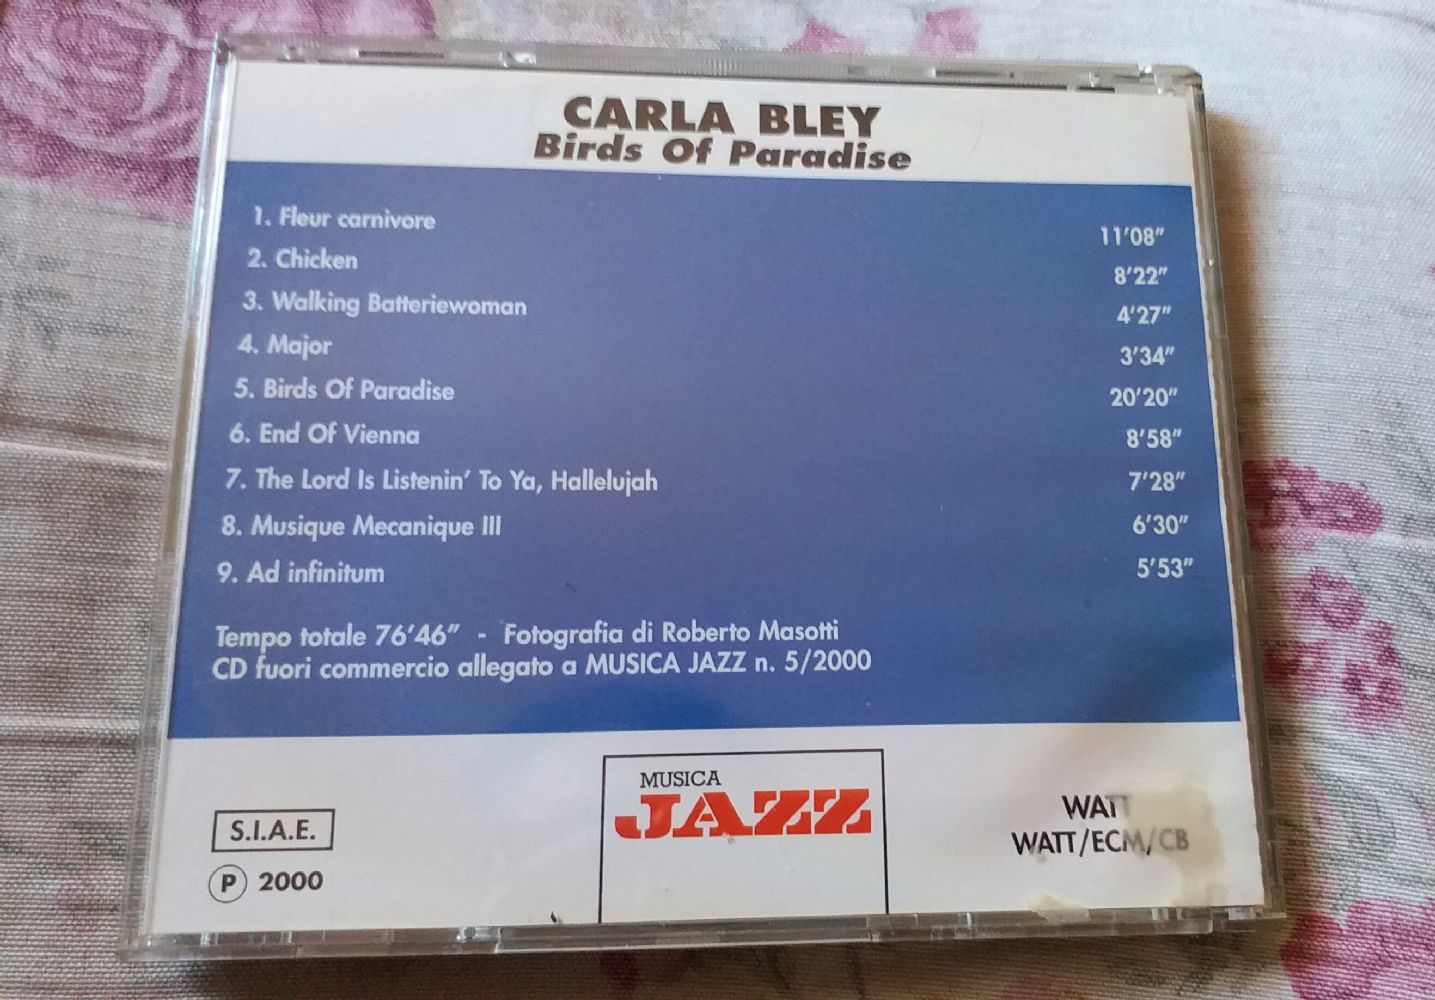 CARLA BLEY
Birds Of Paradise
1. Fleur carnivore 11'08"
2. Chicken 8'22"
3. Walking Batteriewoman 4'27"
4. Major 3'34"
5. Birds Of Paradise 20'20"
6. End Of Vienna 8'58"
7. The Lord Is Listenin' To Ya, Hallelujah 7'28"
8. Musique Mecanique III 6'30"
9. Ad infinitum 5'53"
Tempo totale 76'46" - Fotografia di Roberto Masotti
CD fuori commercio allegato a MUSICA JAZZ n. 5/2000
S.I.A.E.
P 2000
MUSICA
JAZZ
WATT
WATT/ECM/CB